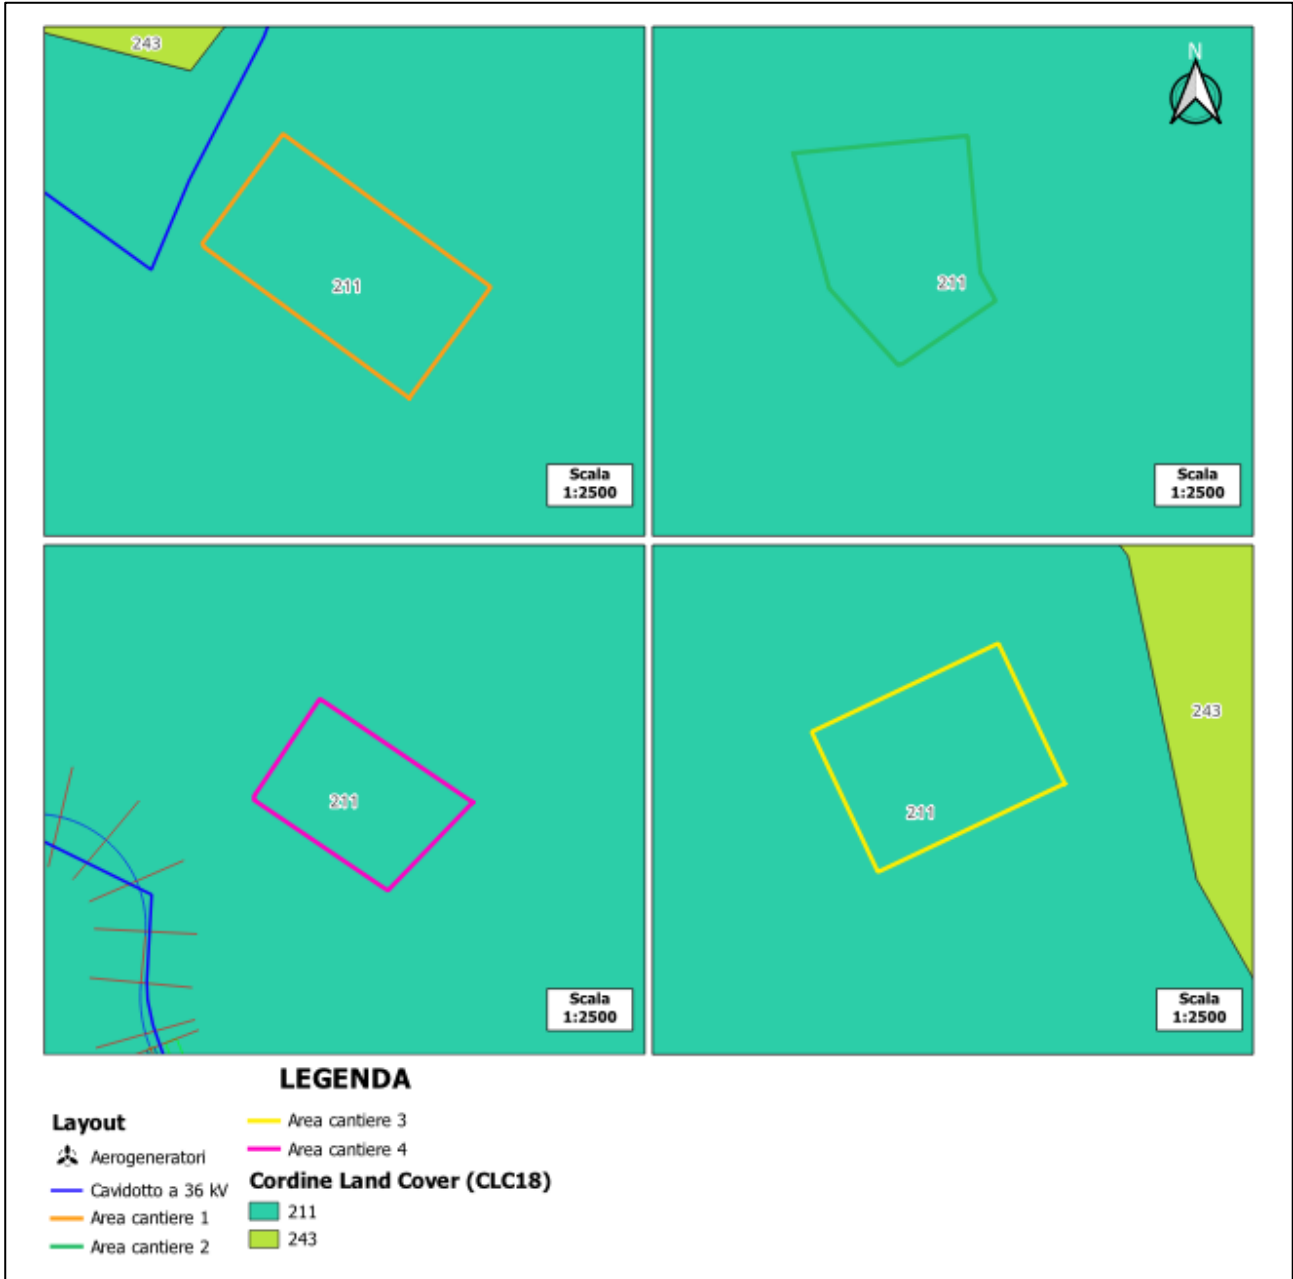 243
211
Scala
1:2500
N
211
Scala
1:2500
211
Scala
1:2500
243
211
Scala
1:2500
LEGENDA
Layout
Aerogeneratori
Cavidotto a 36 kV
Area cantiere 1
Area cantiere 2
Area cantiere 3
Area cantiere 4
Cordine Land Cover (CLC18)
211
243